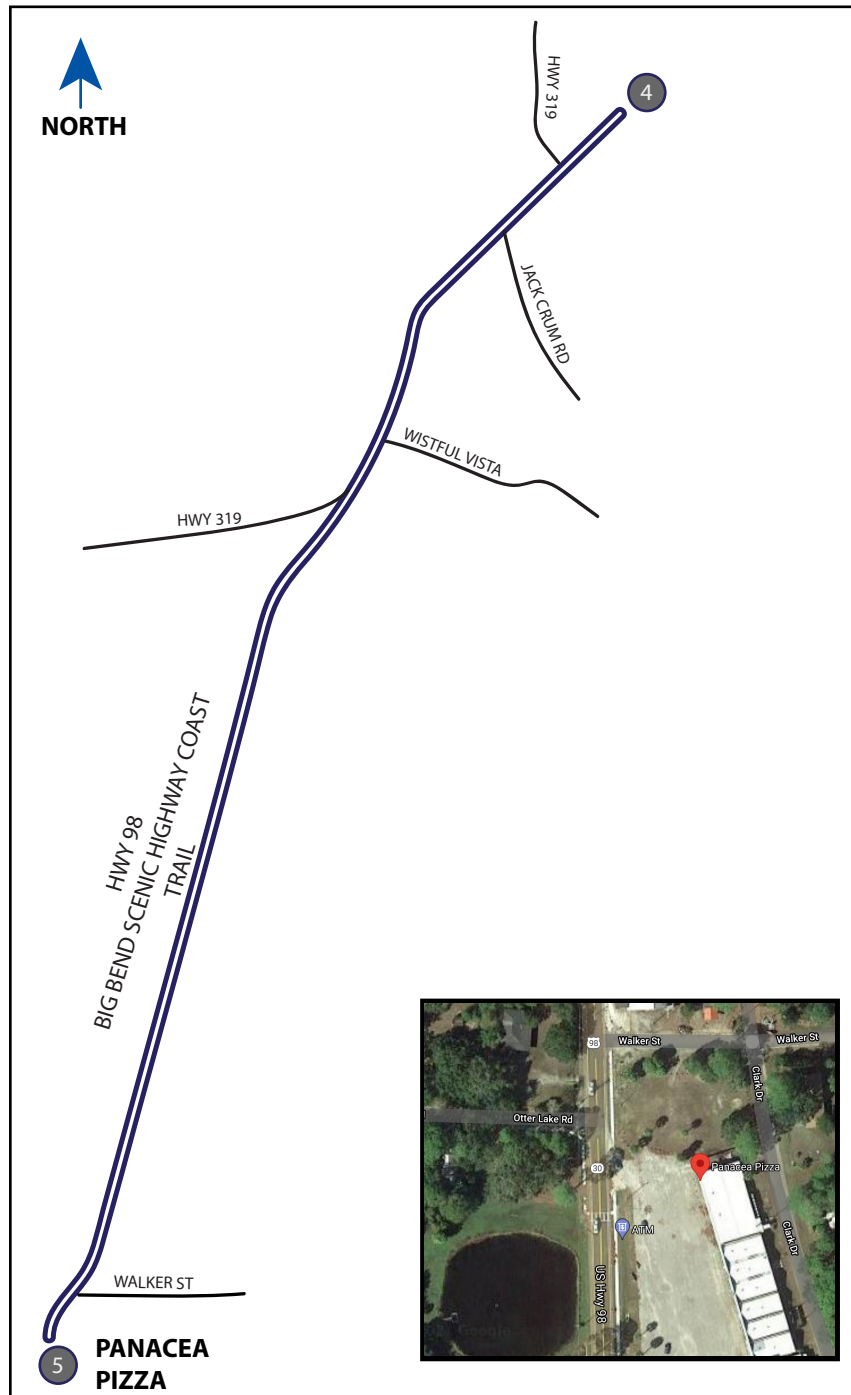 NORTH
HWY 319
4
JACK CRUM RD
WISTFUL VISTA
HWY 319
HWY 98
BIG BEND SCENIC HIGHWAY COAST
TRAIL
WALKER ST
5
PANACEA
PIZZA
98
Walker St
Walker St
Clark Dr
Otter Lake Rd
30
Panacea Pizza
ATM
Clark Dr
US Hwy 98
Google